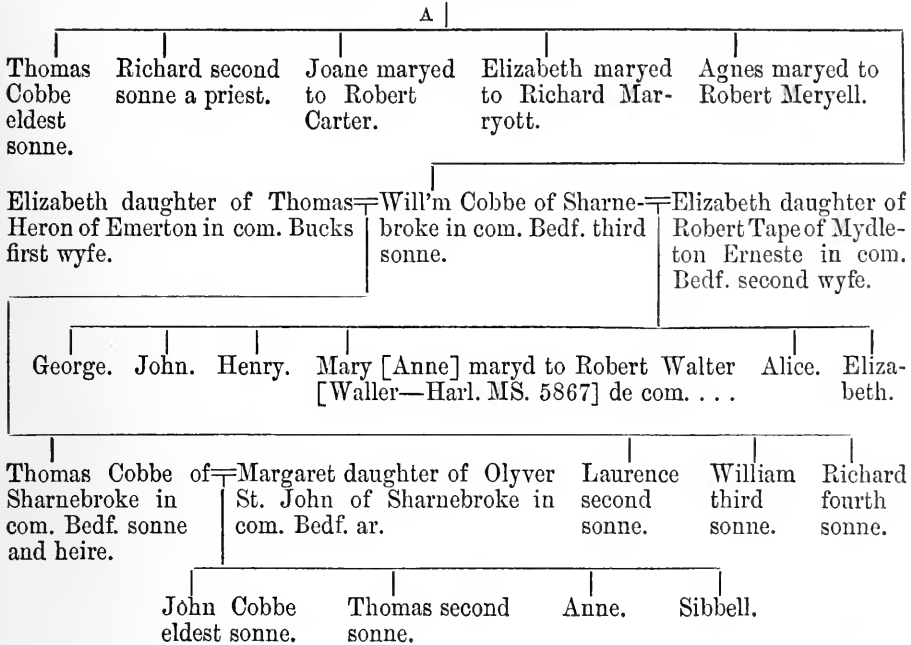 A
Thomas Cobbe eldest sonne.
Richard second sonne a priest.
Joane maryed to Robert Carter.
Elizabeth maryed to Richard Mar-ryott.
Agnes maryed to Robert Meryell.
Elizabeth daughter of Thomas
Heron of Emerton in com. Bucks
first wyfe.
Will'm Cobbe of Sharne-
broke in com. Bedf. third
sonne.
Elizabeth daughter of
Robert Tape of Mydle-
ton Erneste in com.
Bedf. second wyfe.
George.
John.
Henry.
Mary [Anne] maryd to Robert Walter
[Waller—Harl. MS. 5867] de com. . . .
Alice.
Eliza-
beth.
Thomas Cobbe of
Sharnebroke in
com. Bedf. sonne
and heire.
Margaret daughter of Olyver
St. John of Sharnebroke in
com. Bedf. ar.
Laurence
second
sonne.
William
third
sonne.
Richard
fourth
sonne.
John Cobbe
eldest sonne.
Thomas second
sonne.
Anne.
Sibbell.